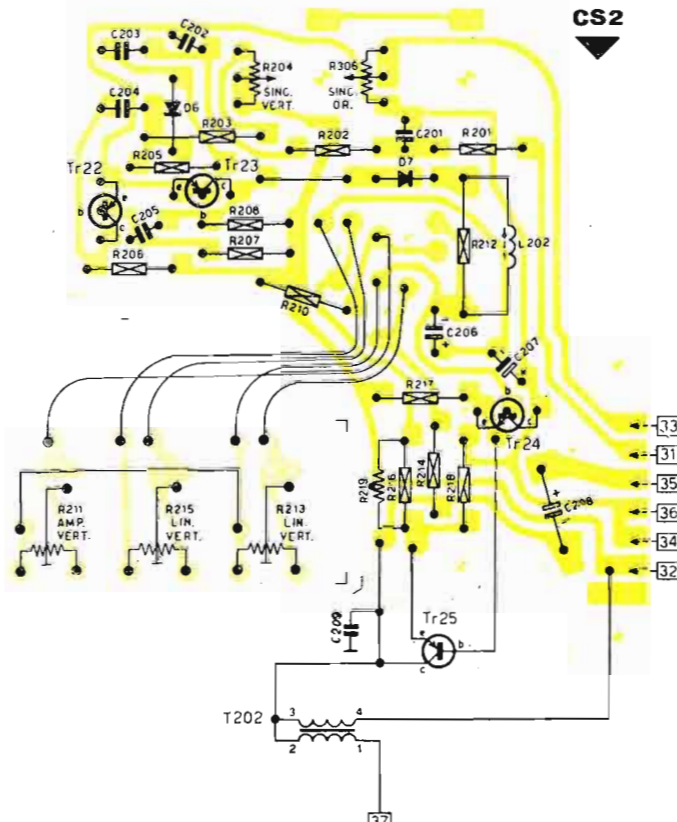 CS2
C203
C202
R204
SINC.
VERT.
R306
SINC.
OR.
C204
D6
R203
R202
C201
R201
R205
Tr22
Tr23
D7
e
c
b
e
b
c
C205
R208
R207
R206
R212
L202
R210
- C206 +
C207
b
R217
e
c
Tr24
33
31
35
36
34
32
R219
R216
R214
R218
+ C208 -
R211
AMP.
VERT.
R215
LIN.
VERT.
R213
LIN.
VERT.
C209
Tr25
e
b
c
T202
3
4
2
1
37